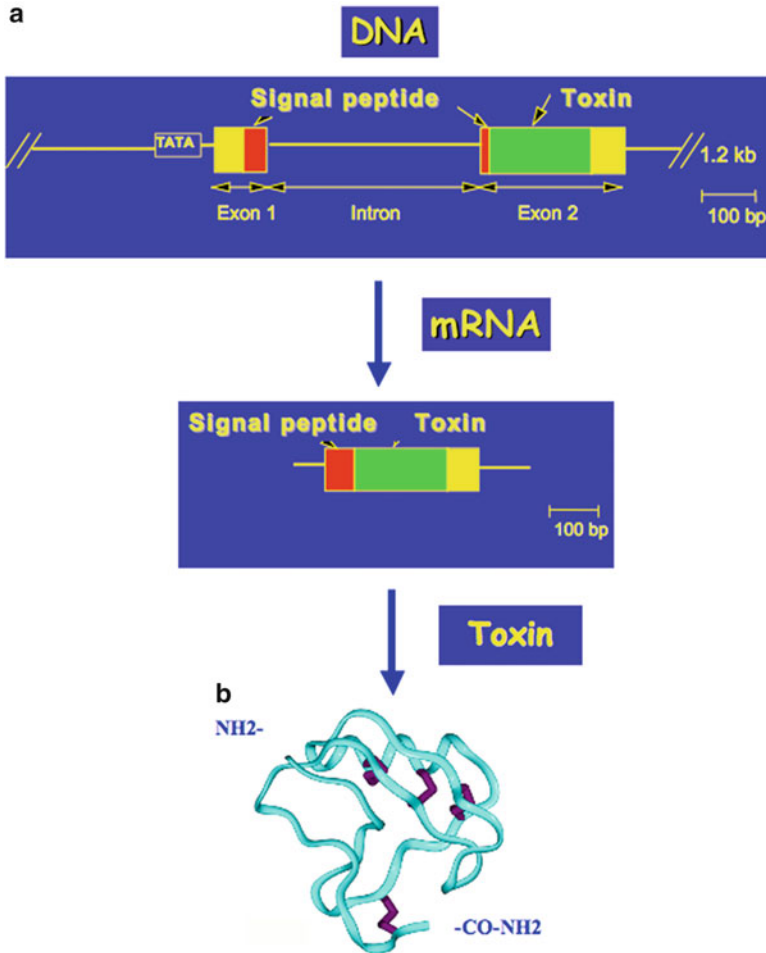 a
DNA
Signal peptide Toxin
TATA
1.2 kb
Exon 1 Intron Exon 2 100 bp
mRNA
Signal peptide Toxin
100 bp
Toxin
b
NH2-
-CO-NH2